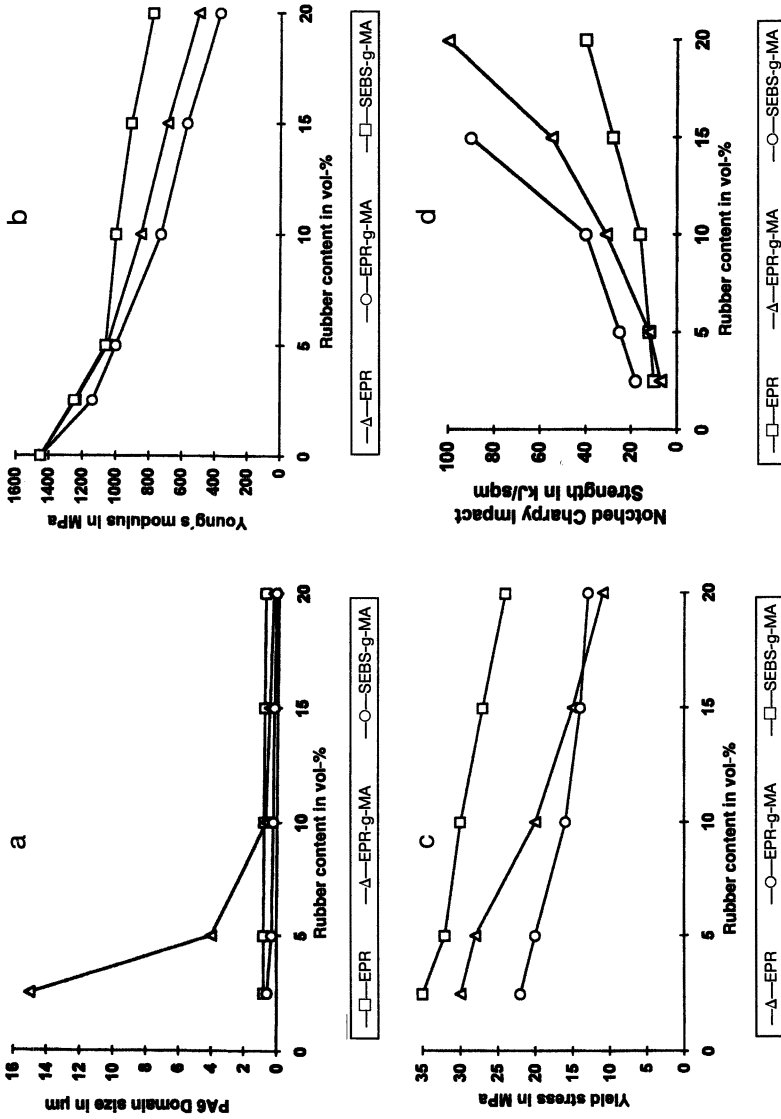 a
PA6 Domain size in µm
16
14
12
10
8
6
4
2
0
0 5 10 15 20
Rubber content in vol-%
EPR EPR-g-MA SEBS-g-MA
b
Young´s modulus in MPa
1600
1400
1200
1000
800
600
400
200
0
0 5 10 15 20
Rubber content in vol-%
EPR EPR-g-MA SEBS-g-MA
c
Yield stress in MPa
35
30
25
20
15
10
5
0
0 5 10 15 20
Rubber content in vol-%
EPR EPR-g-MA SEBS-g-MA
d
Notched Charpy Impact
Strength in kJ/sqm
100
80
60
40
20
0
0 5 10 15 20
Rubber content in vol-%
EPR EPR-g-MA SEBS-g-MA